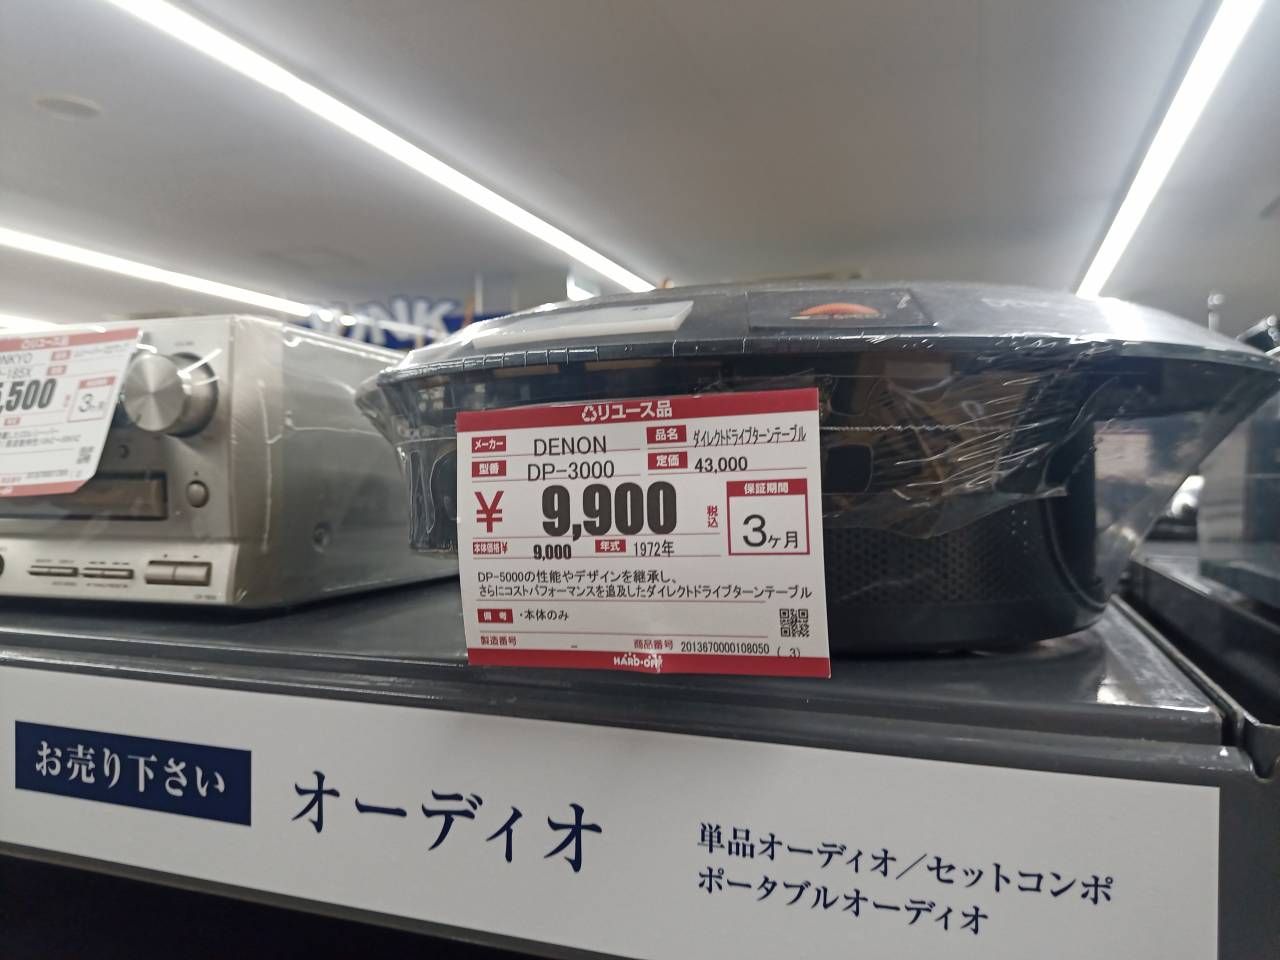 リユース品
メーカー DENON 品名 ダイレクトドライブターンテーブル
型番 DP-3000 定価 43,000
¥ 9,900 税込 保証期間 3ヶ月
本体価格¥ 9,000 年式 1972年
DP-5000の性能やデザインを継承し、
さらにコストパフォーマンスを追及したダイレクトドライブターンテーブル
備考 ・本体のみ
製造番号 - 商品番号 2013670000108050 ( 3)
HARD・OFF
リユース品
NKYO
185X
5,500
3ヶ月
お売り下さい
オーディオ
単品オーディオ／セットコンポ
ポータブルオーディオ